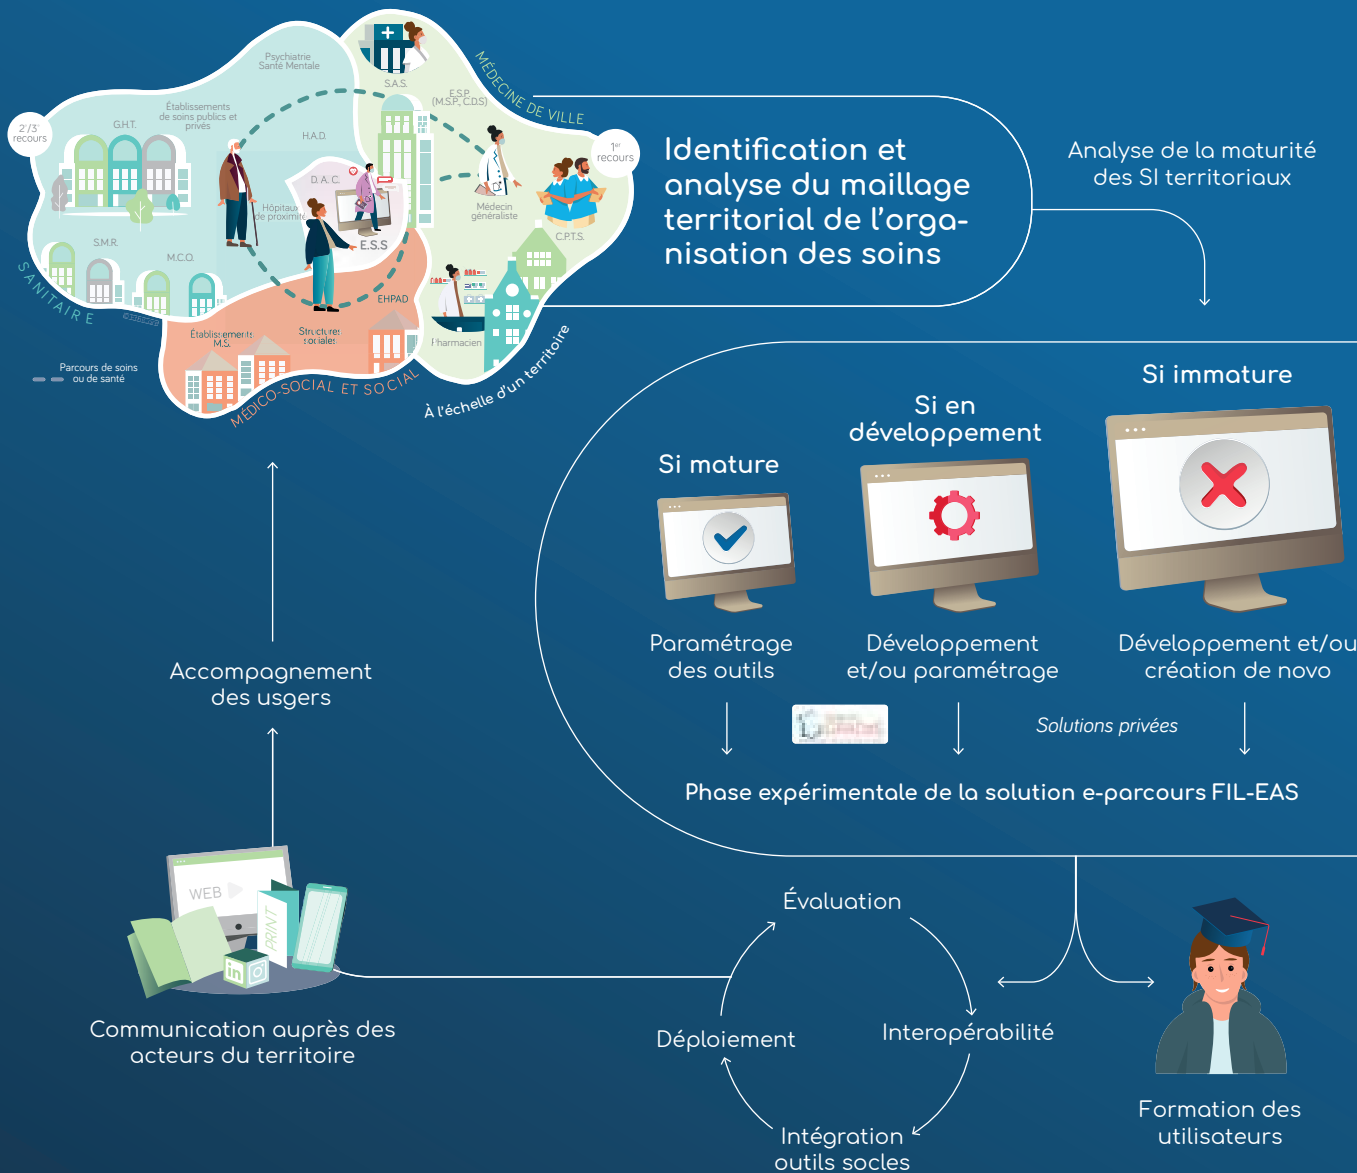 Psychiatrie
Santé Mentale
S.A.S.
E.S.P.
(M.S.P., C.D.S)
MÉDECINE DE VILLE
Établissements
de soins publics et
privés
G.H.T.
2e/3e
recours
H.A.D.
1er
recours
D.A.C.
Hôpitaux
de proximité
Médecin
généraliste
C.P.T.S.
E.S.S
S.M.R.
M.C.O.
SANITAIRE
EHPAD
Établissements
M.S.
Structures
sociales
Pharmacien
Parcours de soins
ou de santé
MÉDICO-SOCIAL ET SOCIAL
À l'échelle d'un territoire
Identification et
analyse du maillage
territorial de l'orga-
nisation des soins
Analyse de la maturité
des SI territoriaux
Si mature
Si en
développement
Si immature
Paramétrage
des outils
Développement
et/ou paramétrage
Développement et/ou
création de novo
Solutions privées
Phase expérimentale de la solution e-parcours FIL-EAS
Accompagnement
des usgers
WEB
PRINT
in
Communication auprès des
acteurs du territoire
Évaluation
Interopérabilité
Déploiement
Intégration
outils socles
Formation des
utilisateurs